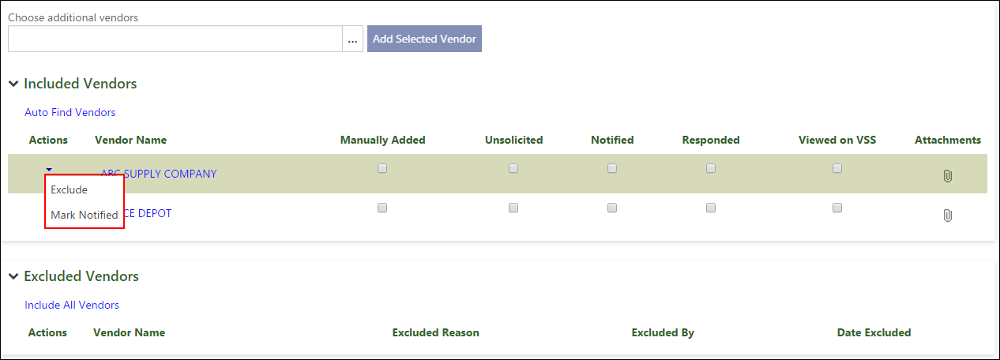 Choose additional vendors
... Add Selected Vendor
Included Vendors
Auto Find Vendors
Actions Vendor Name Manually Added Unsolicited Notified Responded Viewed on VSS Attachments
ABC SUPPLY COMPANY
Exclude
Mark Notified CE DEPOT
Excluded Vendors
Include All Vendors
Actions Vendor Name Excluded Reason Excluded By Date Excluded